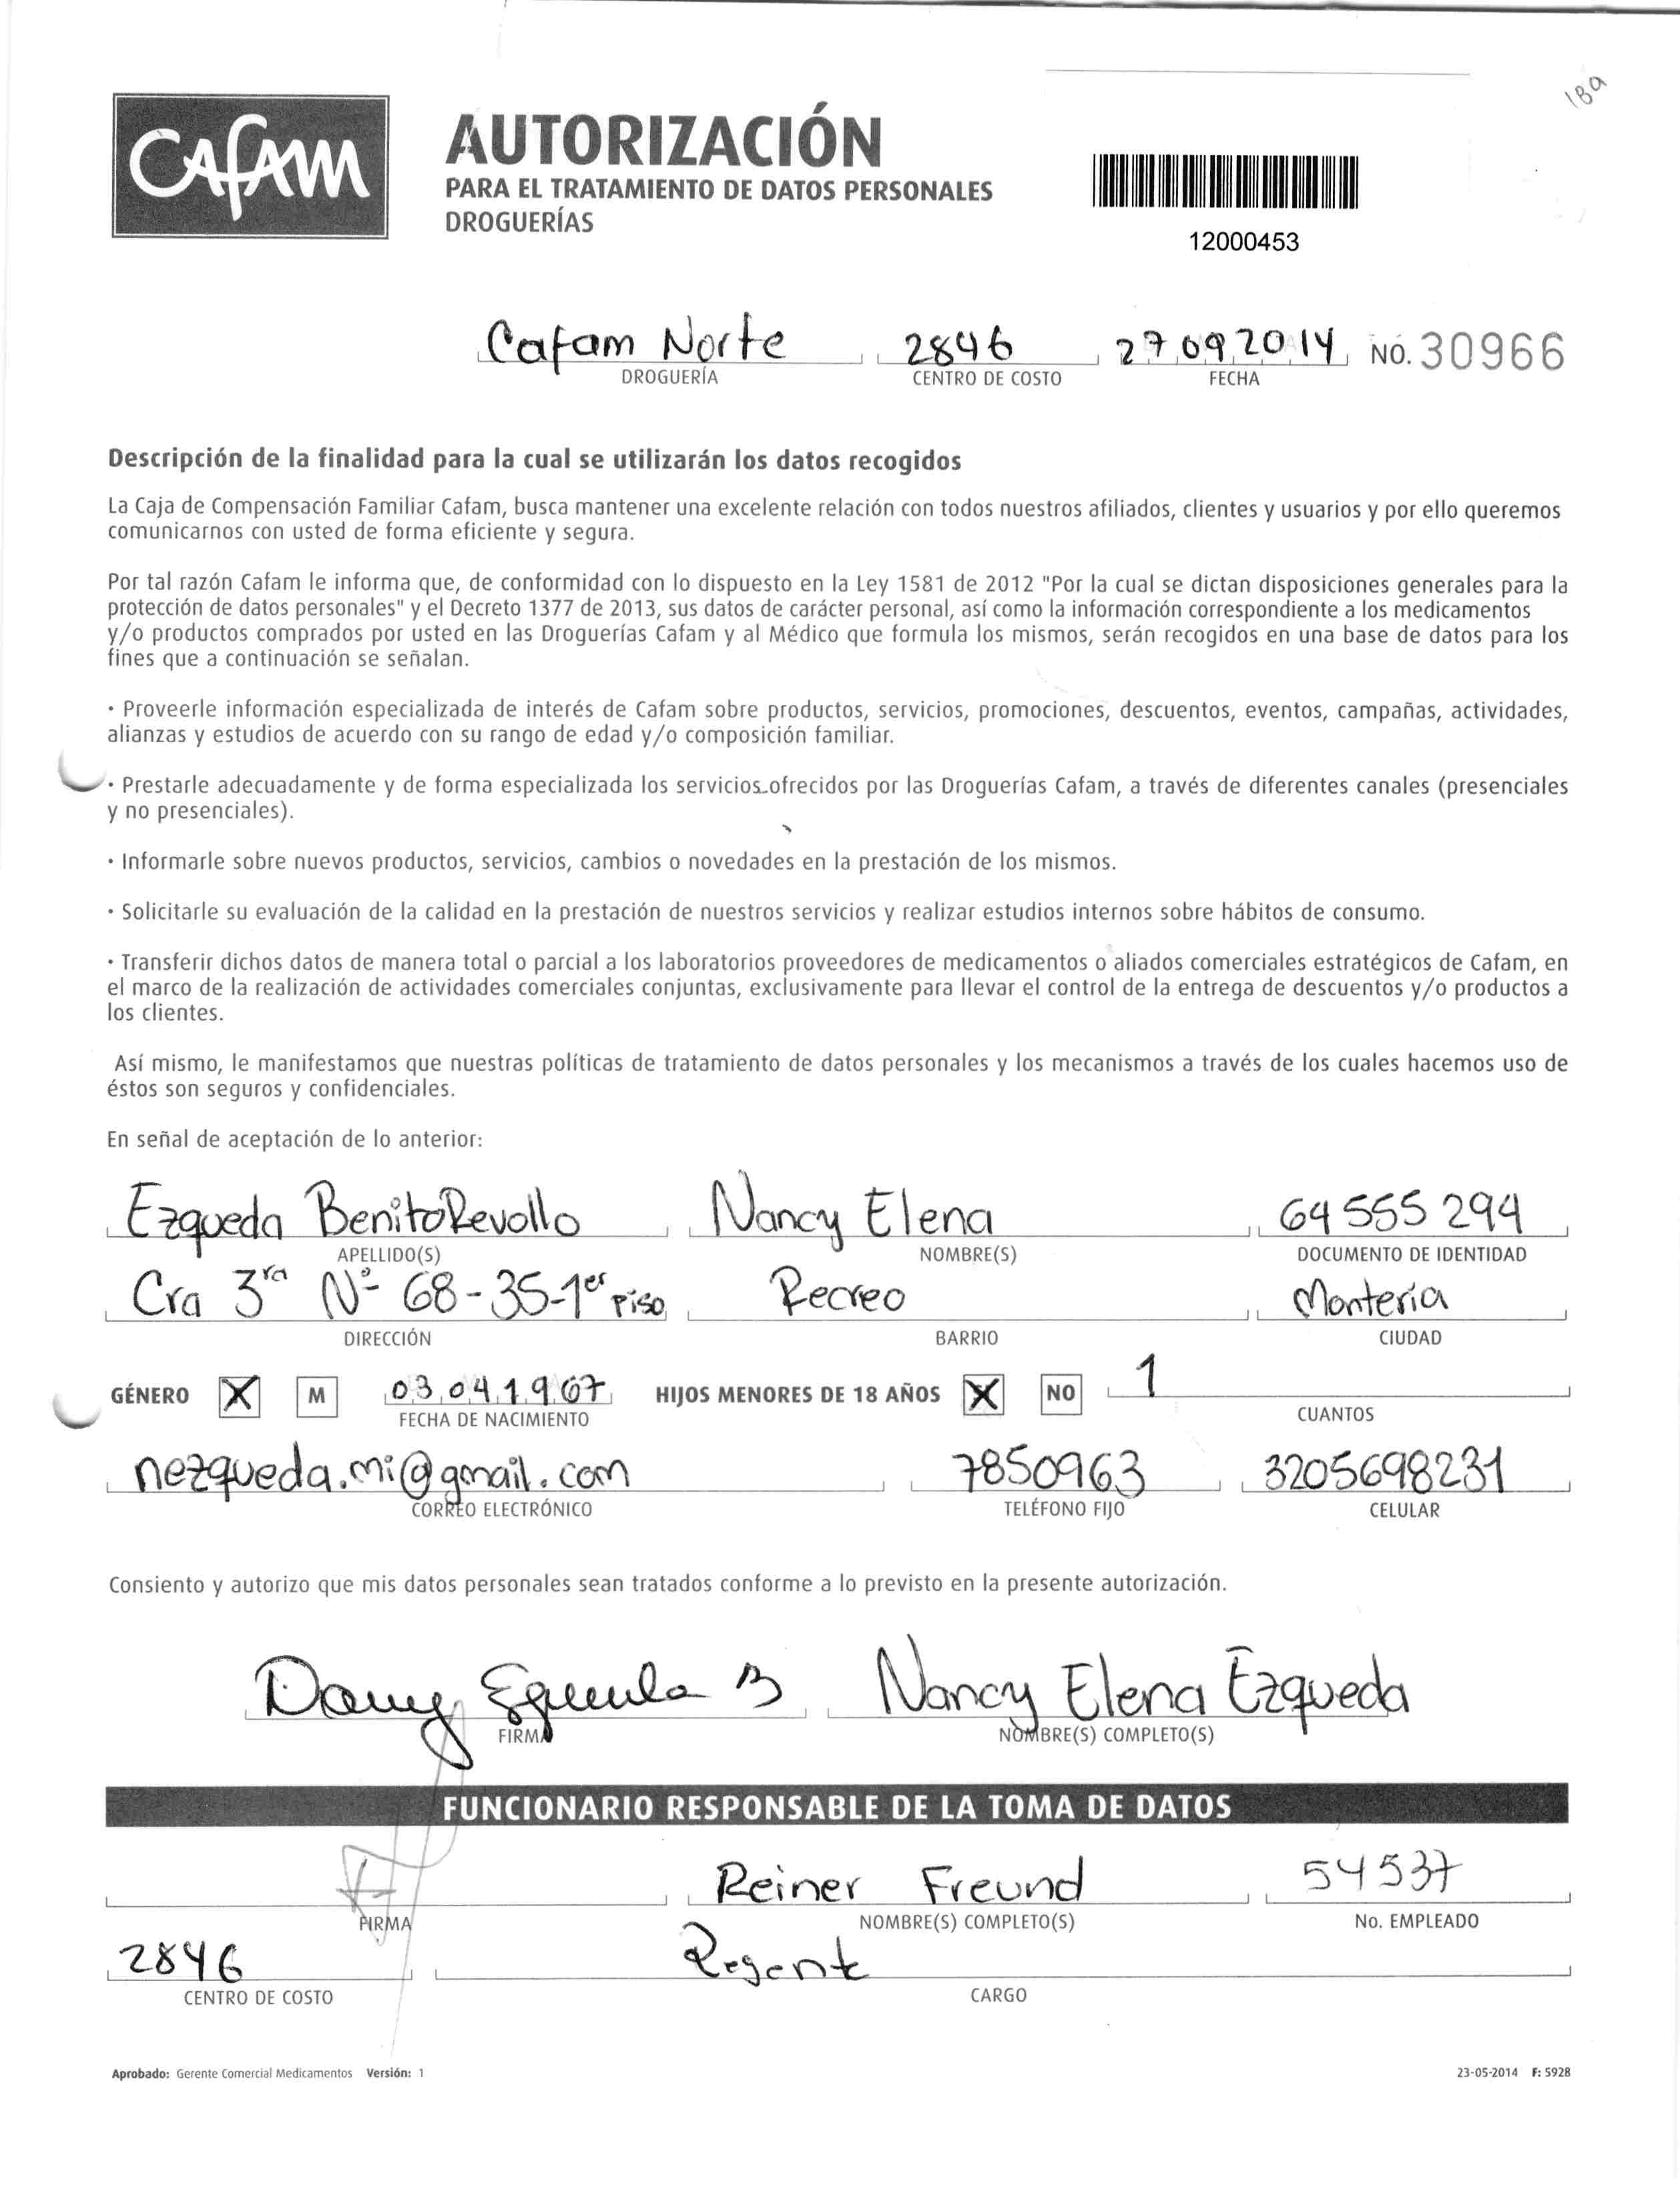 189
CAFAM
AUTORIZACIÓN
PARA EL TRATAMIENTO DE DATOS PERSONALES
DROGUERÍAS
12000453
Cafam Norte 2846 27 09 2014 NO. 30966
DROGUERÍA CENTRO DE COSTO FECHA
Descripción de la finalidad para la cual se utilizarán los datos recogidos
La Caja de Compensación Familiar Cafam, busca mantener una excelente relación con todos nuestros afiliados, clientes y usuarios y por ello queremos
comunicarnos con usted de forma eficiente y segura.
Por tal razón Cafam le informa que, de conformidad con lo dispuesto en la Ley 1581 de 2012 "Por la cual se dictan disposiciones generales para la
protección de datos personales" y el Decreto 1377 de 2013, sus datos de carácter personal, así como la información correspondiente a los medicamentos
y/o productos comprados por usted en las Droguerías Cafam y al Médico que formula los mismos, serán recogidos en una base de datos para los
fines que a continuación se señalan.
· Proveerle información especializada de interés de Cafam sobre productos, servicios, promociones, descuentos, eventos, campañas, actividades,
alianzas y estudios de acuerdo con su rango de edad y/o composición familiar.
· Prestarle adecuadamente y de forma especializada los servicios ofrecidos por las Droguerías Cafam, a través de diferentes canales (presenciales
y no presenciales).
· Informarle sobre nuevos productos, servicios, cambios o novedades en la prestación de los mismos.
· Solicitarle su evaluación de la calidad en la prestación de nuestros servicios y realizar estudios internos sobre hábitos de consumo.
· Transferir dichos datos de manera total o parcial a los laboratorios proveedores de medicamentos o aliados comerciales estratégicos de Cafam, en
el marco de la realización de actividades comerciales conjuntas, exclusivamente para llevar el control de la entrega de descuentos y/o productos a
los clientes.
Así mismo, le manifestamos que nuestras políticas de tratamiento de datos personales y los mecanismos a través de los cuales hacemos uso de
éstos son seguros y confidenciales.
En señal de aceptación de lo anterior:
Ezqueda Benito Revollo Nancy Elena 64 555 294
APELLIDO(S) NOMBRE(S) DOCUMENTO DE IDENTIDAD
Cra 3ra Nº 68-35-1er piso Recreo Montería
DIRECCIÓN BARRIO CIUDAD
GÉNERO X M 03 04 1967 HIJOS MENORES DE 18 AÑOS X NO 1
FECHA DE NACIMIENTO CUANTOS
nezqueda.mi@gmail.com 7850963 3205698231
CORREO ELECTRÓNICO TELÉFONO FIJO CELULAR
Consiento y autorizo que mis datos personales sean tratados conforme a lo previsto en la presente autorización.
Nancy Elena Ezqueda
FIRMA NOMBRE(S) COMPLETO(S)
FUNCIONARIO RESPONSABLE DE LA TOMA DE DATOS
Reiner Freund 54537
FIRMA NOMBRE(S) COMPLETO(S) No. EMPLEADO
2846 Regente
CENTRO DE COSTO CARGO
Aprobado: Gerente Comercial Medicamentos Versión: 1 23-05-2014 F: 5928